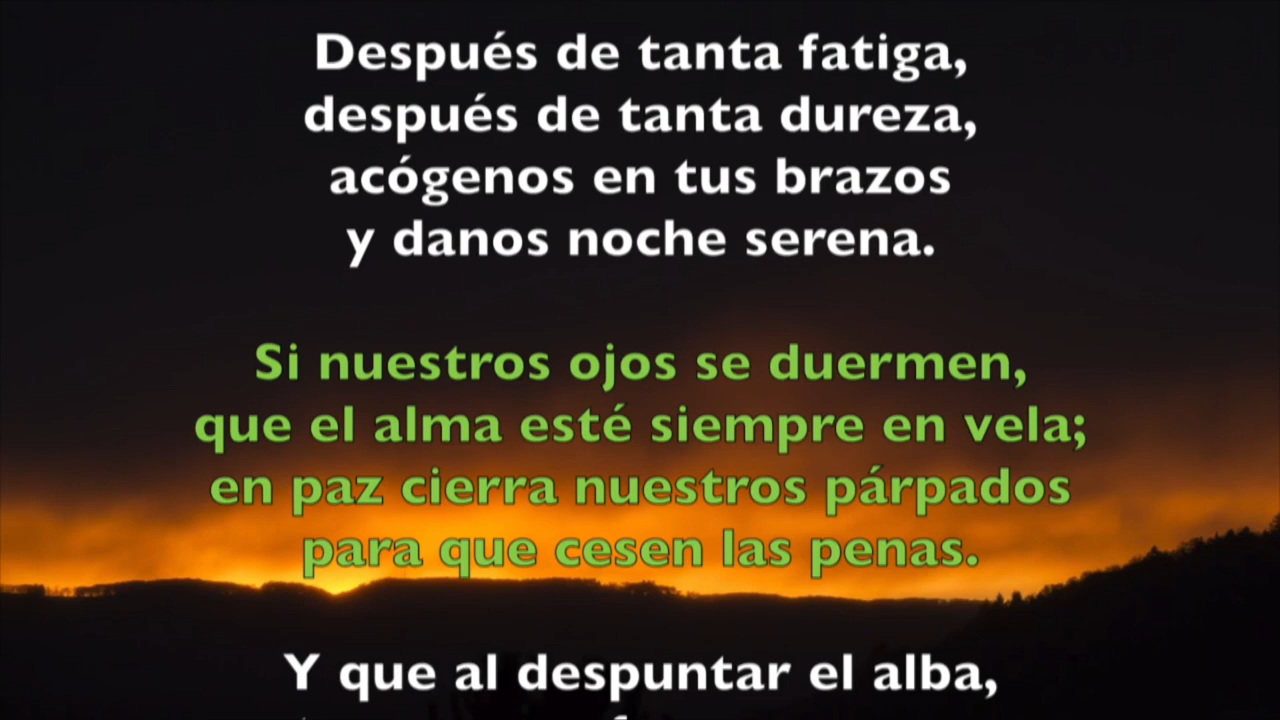 Después de tanta fatiga,
después de tanta dureza,
acógenos en tus brazos
y danos noche serena.
Si nuestros ojos se duermen,
que el alma esté siempre en vela;
en paz cierra nuestros párpados
para que cesen las penas.
Y que al despuntar el alba,